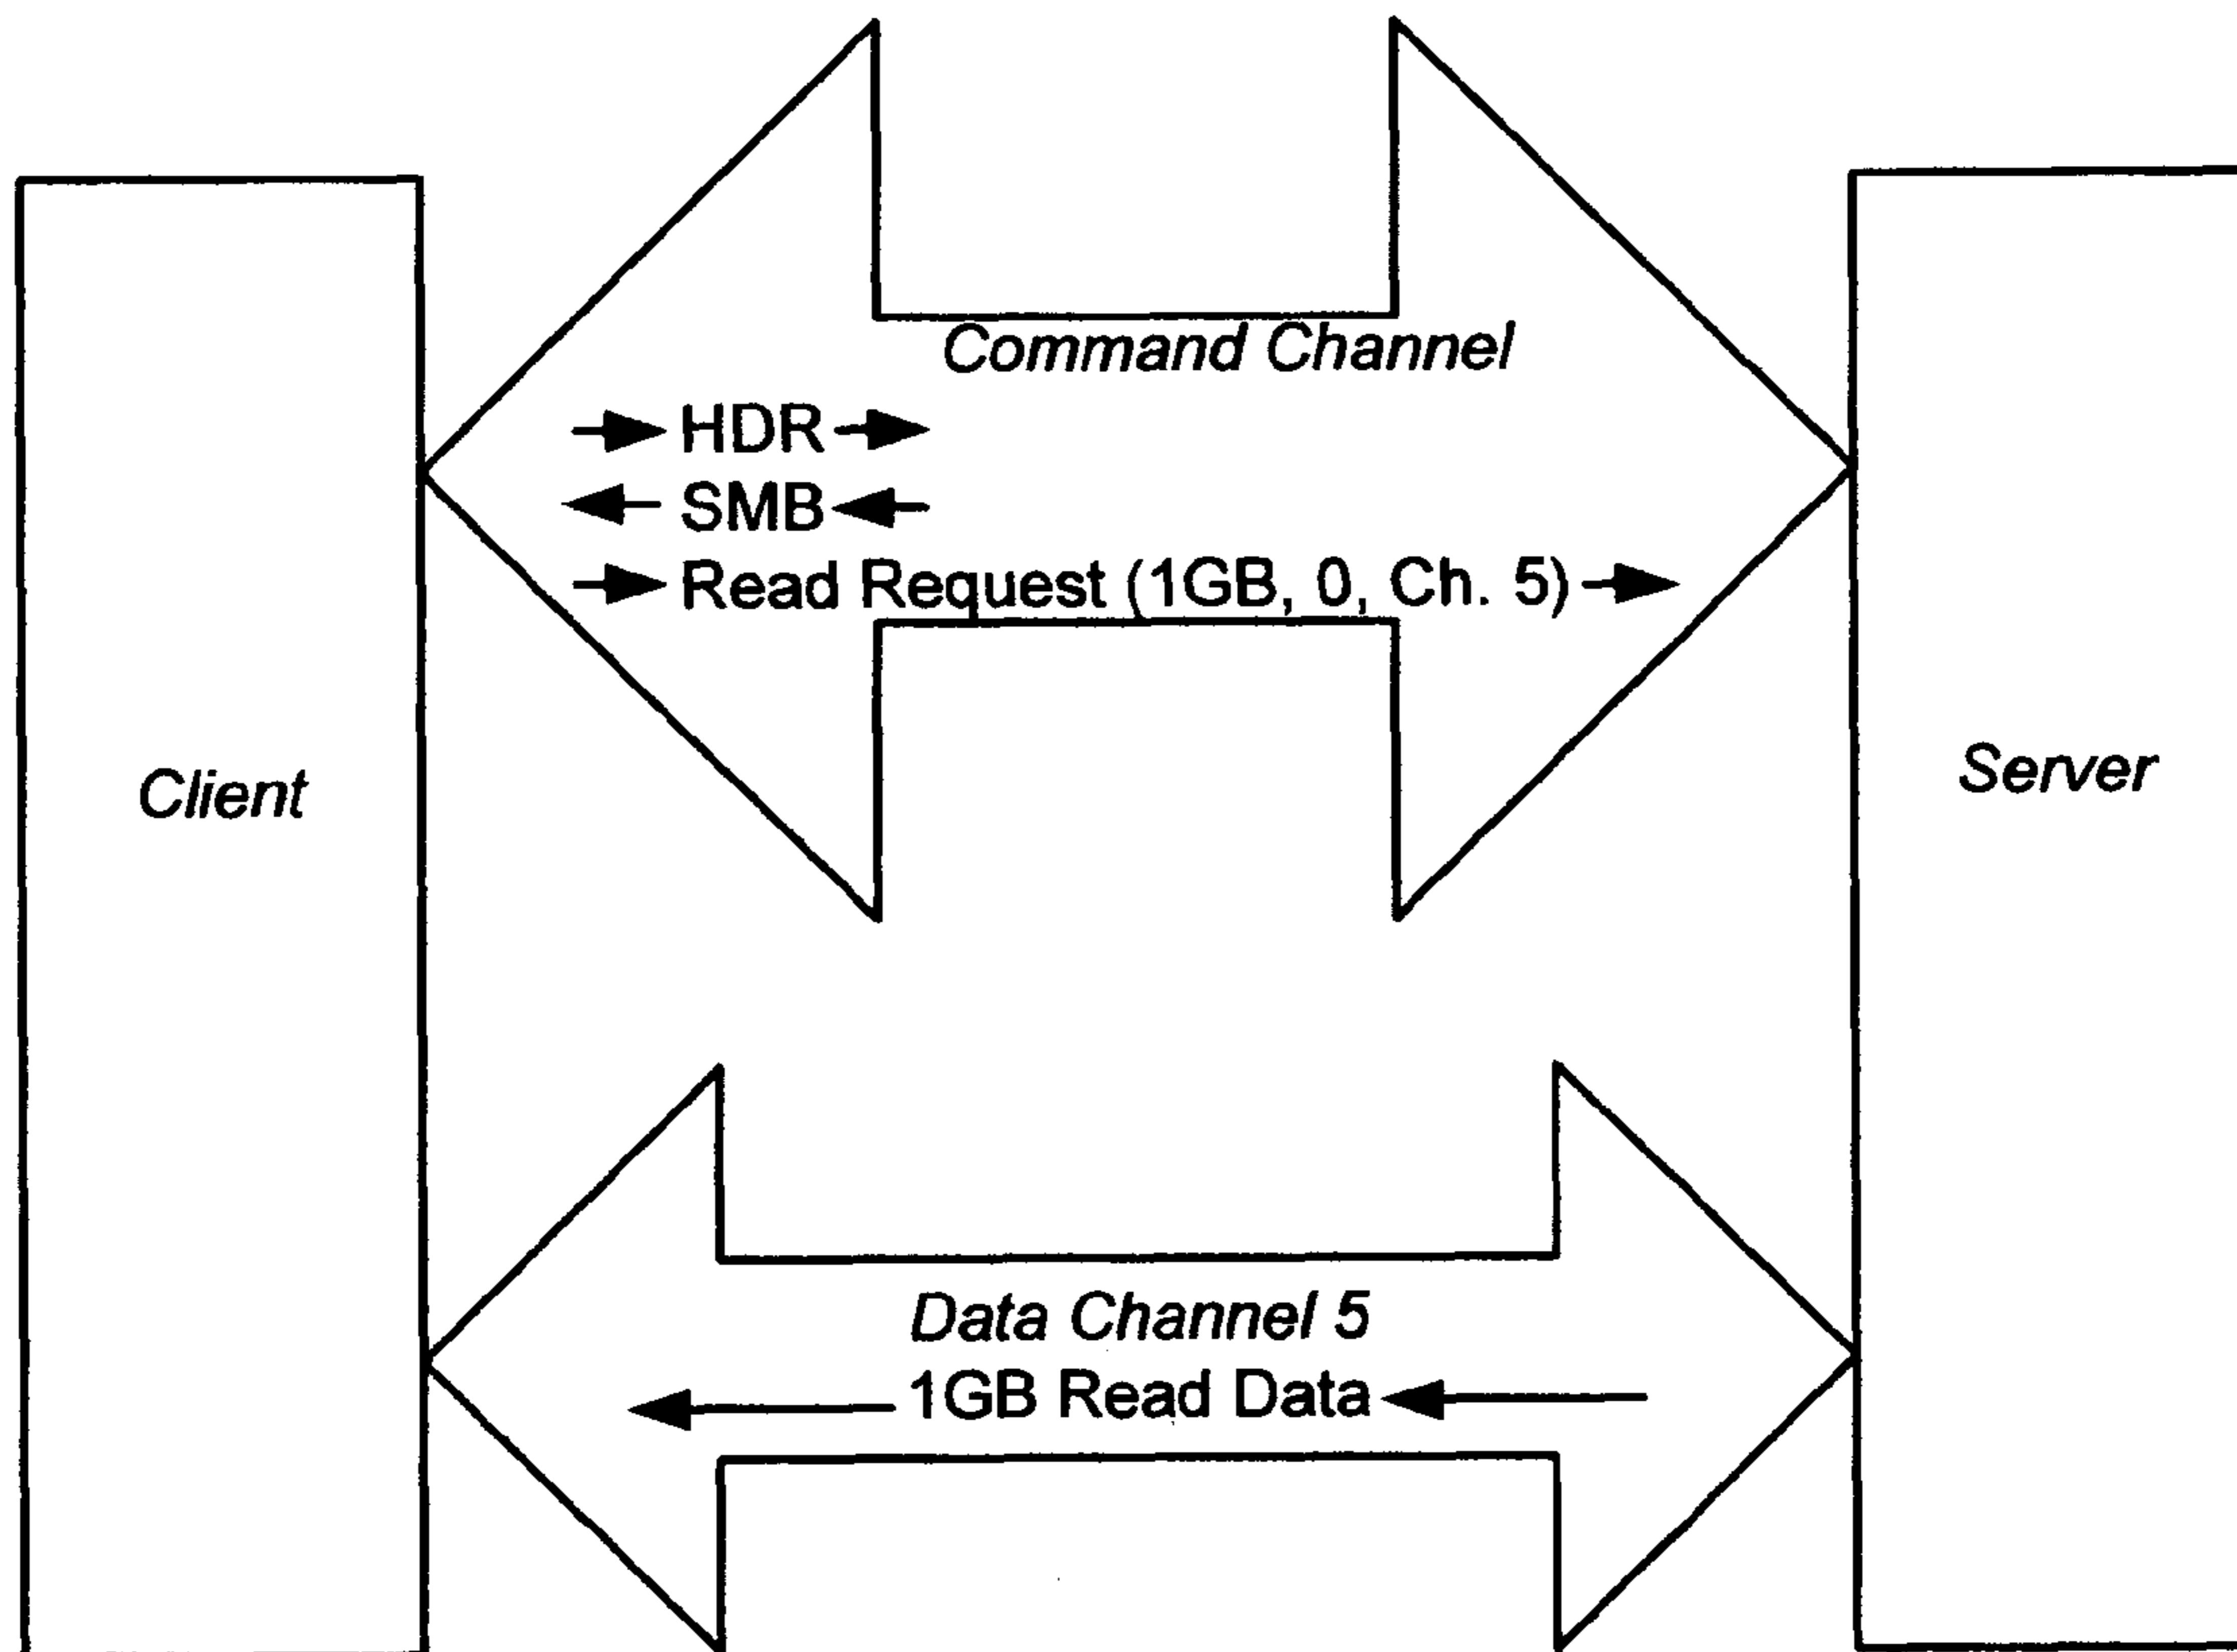 Command Channel
HDR
SMB
Read Request (1GB, 0, Ch. 5)
Client
Server
Data Channel 5
1GB Read Data